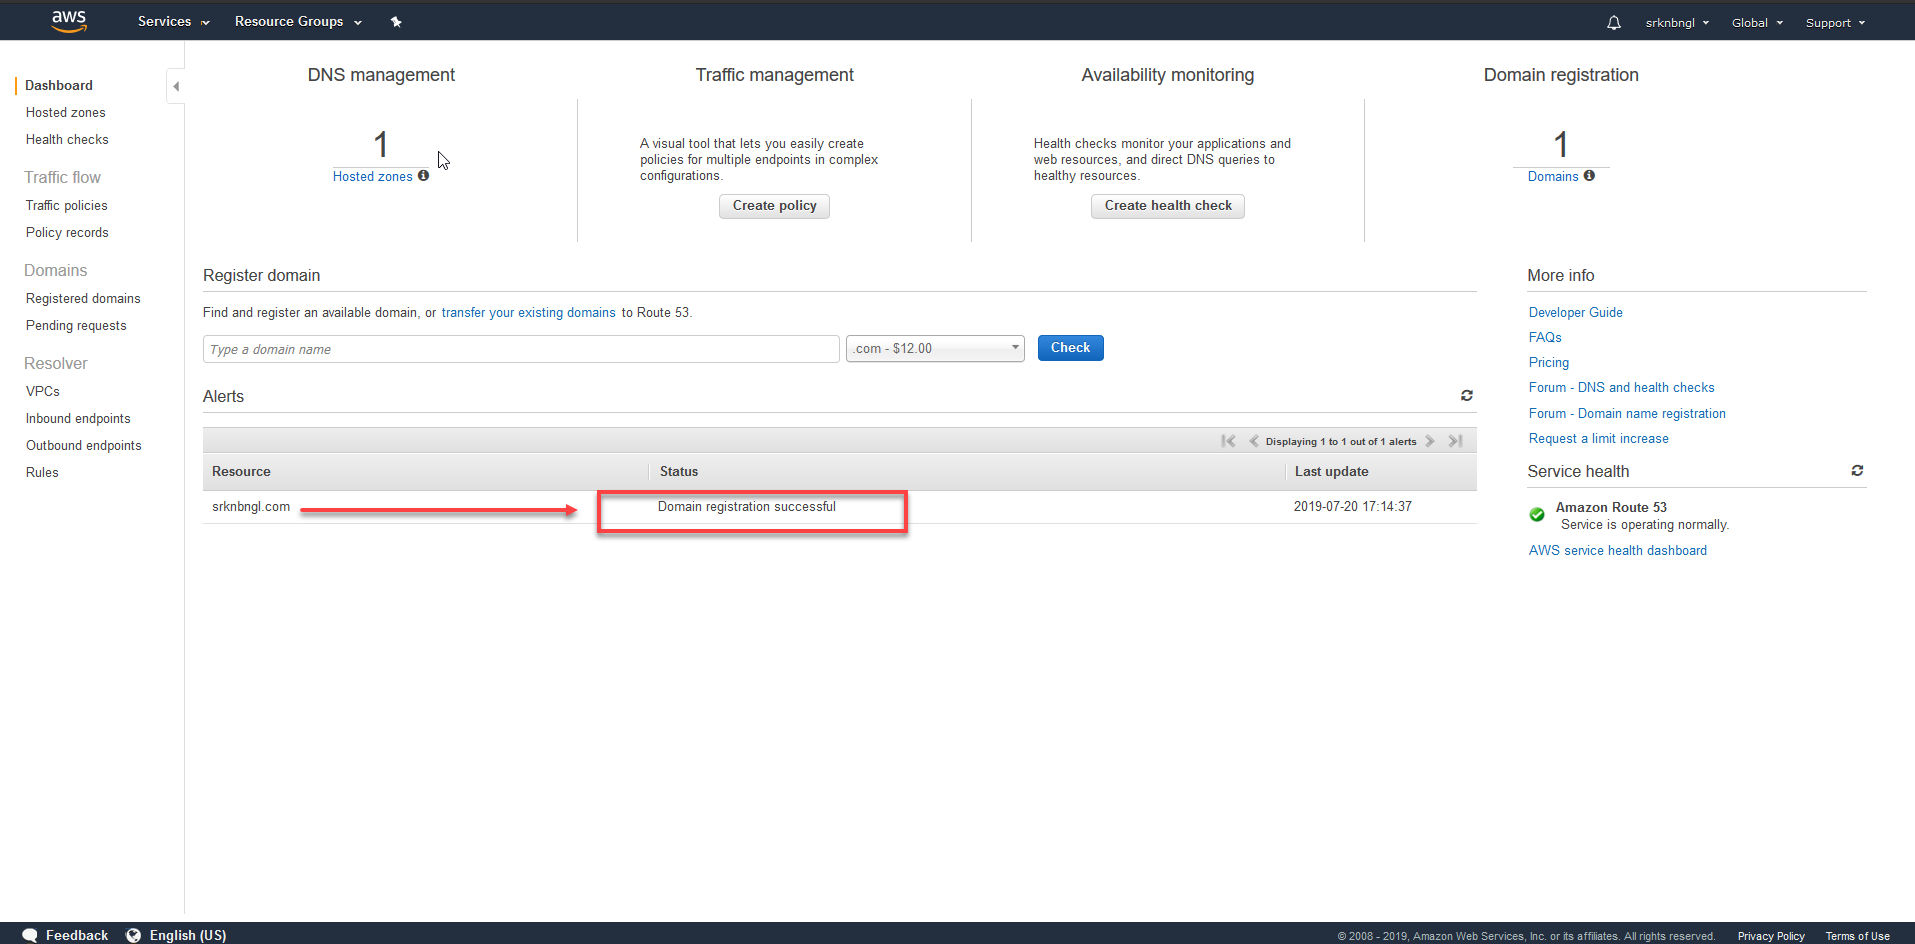 aws Services Resource Groups srknbngl Global Support
Dashboard
Hosted zones
Health checks
Traffic flow
Traffic policies
Policy records
Domains
Registered domains
Pending requests
Resolver
VPCs
Inbound endpoints
Outbound endpoints
Rules
DNS management
1
Hosted zones
Traffic management
A visual tool that lets you easily create
policies for multiple endpoints in complex
configurations.
Create policy
Availability monitoring
Health checks monitor your applications and
web resources, and direct DNS queries to
healthy resources.
Create health check
Domain registration
1
Domains
Register domain
Find and register an available domain, or transfer your existing domains to Route 53.
Type a domain name .com - $12.00 Check
Alerts
Displaying 1 to 1 out of 1 alerts
Resource Status Last update
srknbngl.com Domain registration successful 2019-07-20 17:14:37
More info
Developer Guide
FAQs
Pricing
Forum - DNS and health checks
Forum - Domain name registration
Request a limit increase
Service health
Amazon Route 53
Service is operating normally.
AWS service health dashboard
Feedback English (US) © 2008 - 2019, Amazon Web Services, Inc. or its affiliates. All rights reserved. Privacy Policy Terms of Use